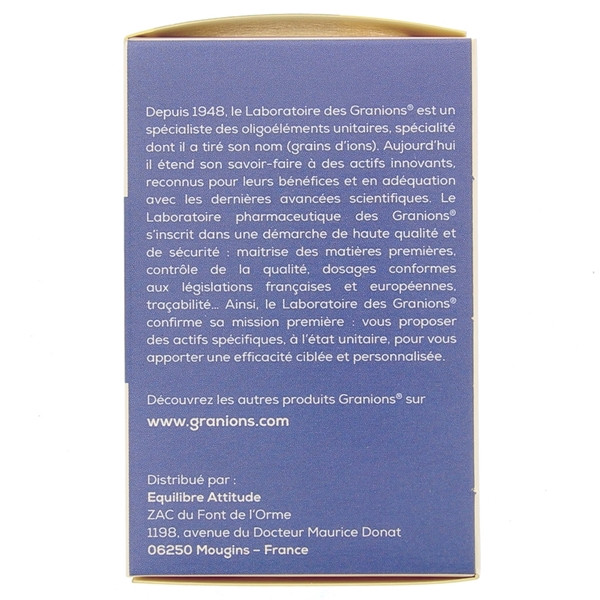 Depuis 1948, le Laboratoire des Granions® est un
spécialiste des oligoéléments unitaires, spécialité
dont il a tiré son nom (grains d'ions). Aujourd'hui
il étend son savoir-faire à des actifs innovants,
reconnus pour leurs bénéfices et en adéquation
avec les dernières avancées scientifiques. Le
Laboratoire pharmaceutique des Granions®
s'inscrit dans une démarche de haute qualité et
de sécurité : maitrise des matières premières,
contrôle de la qualité, dosages conformes
aux législations françaises et européennes,
traçabilité... Ainsi, le Laboratoire des Granions®
confirme sa mission première : vous proposer
des actifs spécifiques, à l'état unitaire, pour vous
apporter une efficacité ciblée et personnalisée.
Découvrez les autres produits Granions® sur
www.granions.com
Distribué par :
Equilibre Attitude
ZAC du Font de l'Orme
1198, avenue du Docteur Maurice Donat
06250 Mougins – France